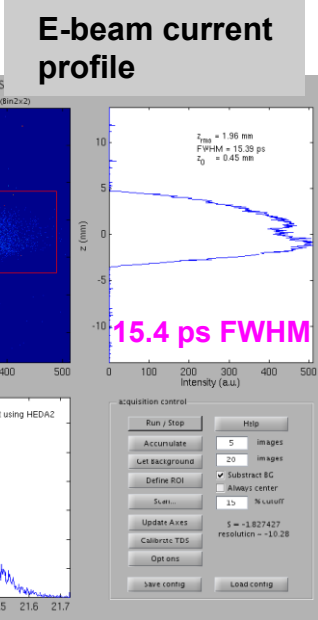 E-beam current
profile
S
(Bin2x2)
z_rms = 1.96 mm
FWHM = 15.39 ps
z_0 = 0.45 mm
10
5
0
-5
-10
z (mm)
15.4 ps FWHM
400 500
0 100 200 300 400 500
Intensity (a.u.)
using HEDA2
5 21.6 21.7
acquisition control
Run / Stop Help
Accumulate 5 images
Get Background 20 images
Define ROI Substract BG
Always center
Scan... 15 % cutoff
Update Axes S = -1.827427
Calibrate TDS resolution = -10.28
Options
Save config Load config